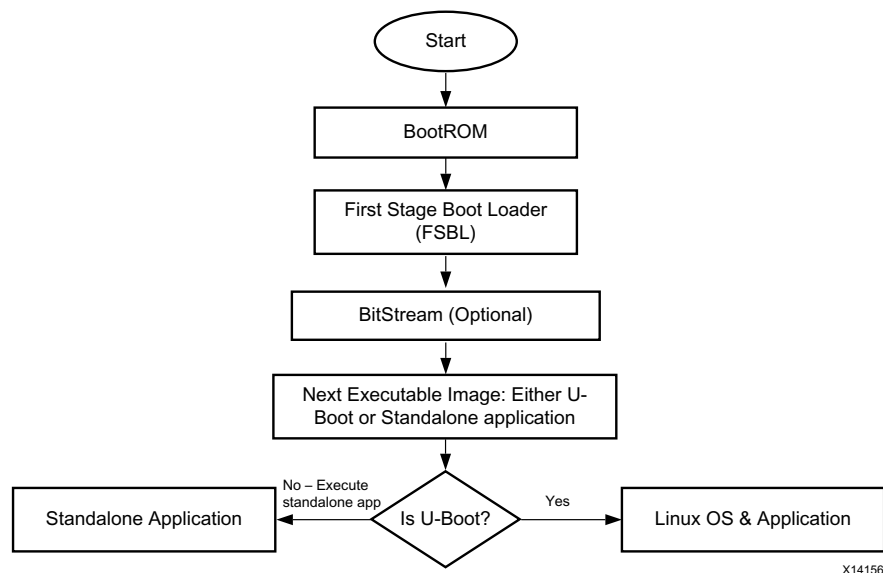 Start
BootROM
First Stage Boot Loader
(FSBL)
BitStream (Optional)
Next Executable Image: Either U-
Boot or Standalone application
No – Execute
standalone app
Standalone Application
Is U-Boot?
Yes
Linux OS & Application
X14156